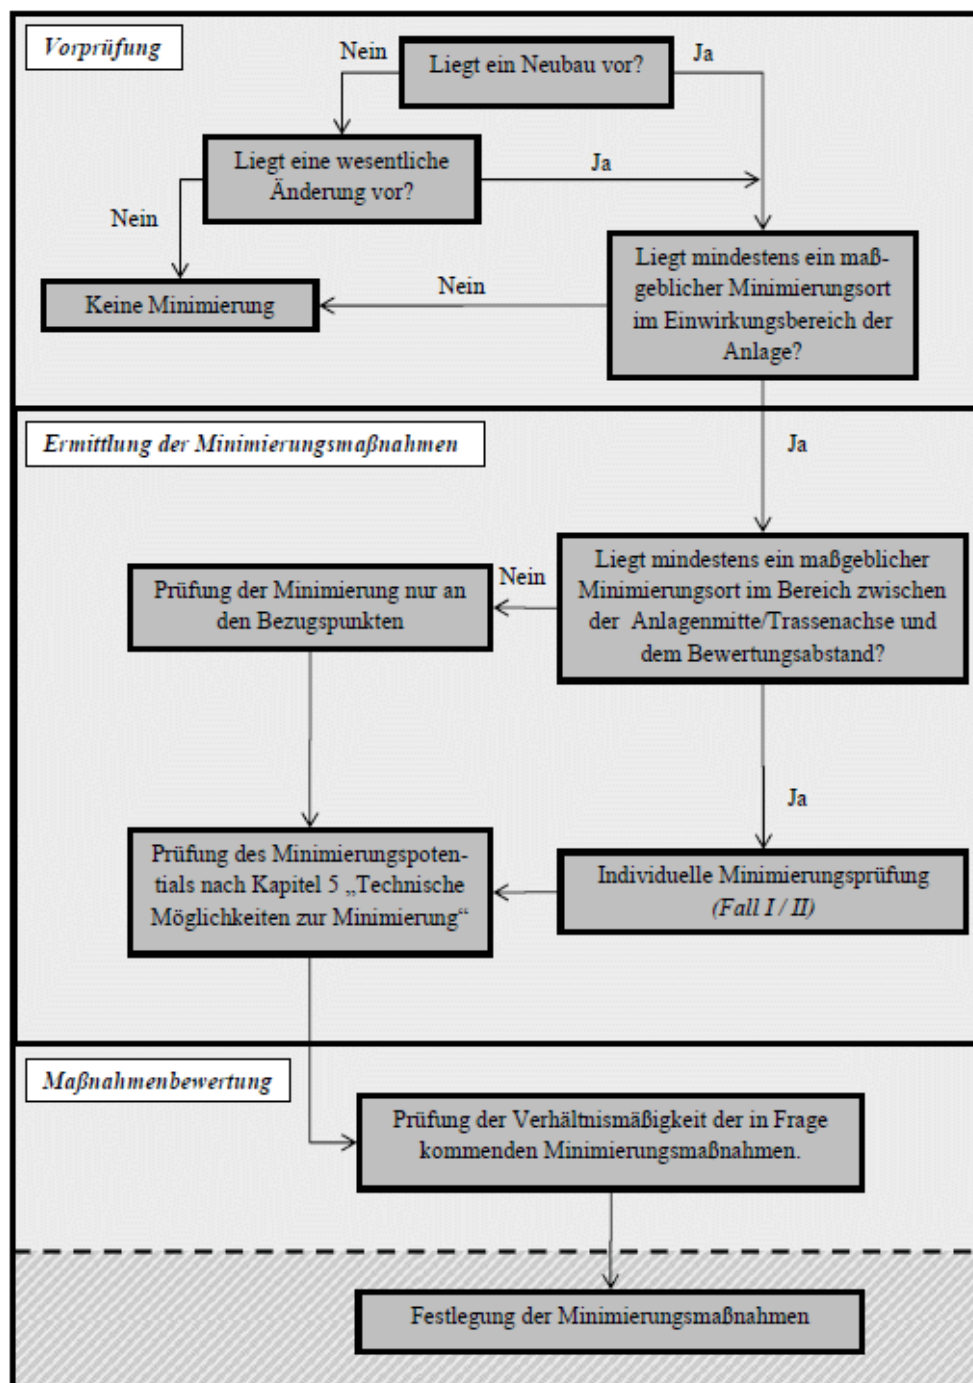 Vorprüfung
Nein
Liegt ein Neubau vor?
Ja
Liegt eine wesentliche
Änderung vor?
Ja
Nein
Liegt mindestens ein maß-
geblicher Minimierungsort
im Einwirkungsbereich der
Anlage?
Nein
Keine Minimierung
Ermittlung der Minimierungsmaßnahmen
Ja
Liegt mindestens ein maßgeblicher
Minimierungsort im Bereich zwischen
der Anlagenmitte/Trassenachse und
dem Bewertungsabstand?
Nein
Prüfung der Minimierung nur an
den Bezugspunkten
Ja
Prüfung des Minimierungspoten-
tials nach Kapitel 5 „Technische
Möglichkeiten zur Minimierung“
Individuelle Minimierungsprüfung
(Fall I / II)
Maßnahmenbewertung
Prüfung der Verhältnismäßigkeit der in Frage
kommenden Minimierungsmaßnahmen.
Festlegung der Minimierungsmaßnahmen